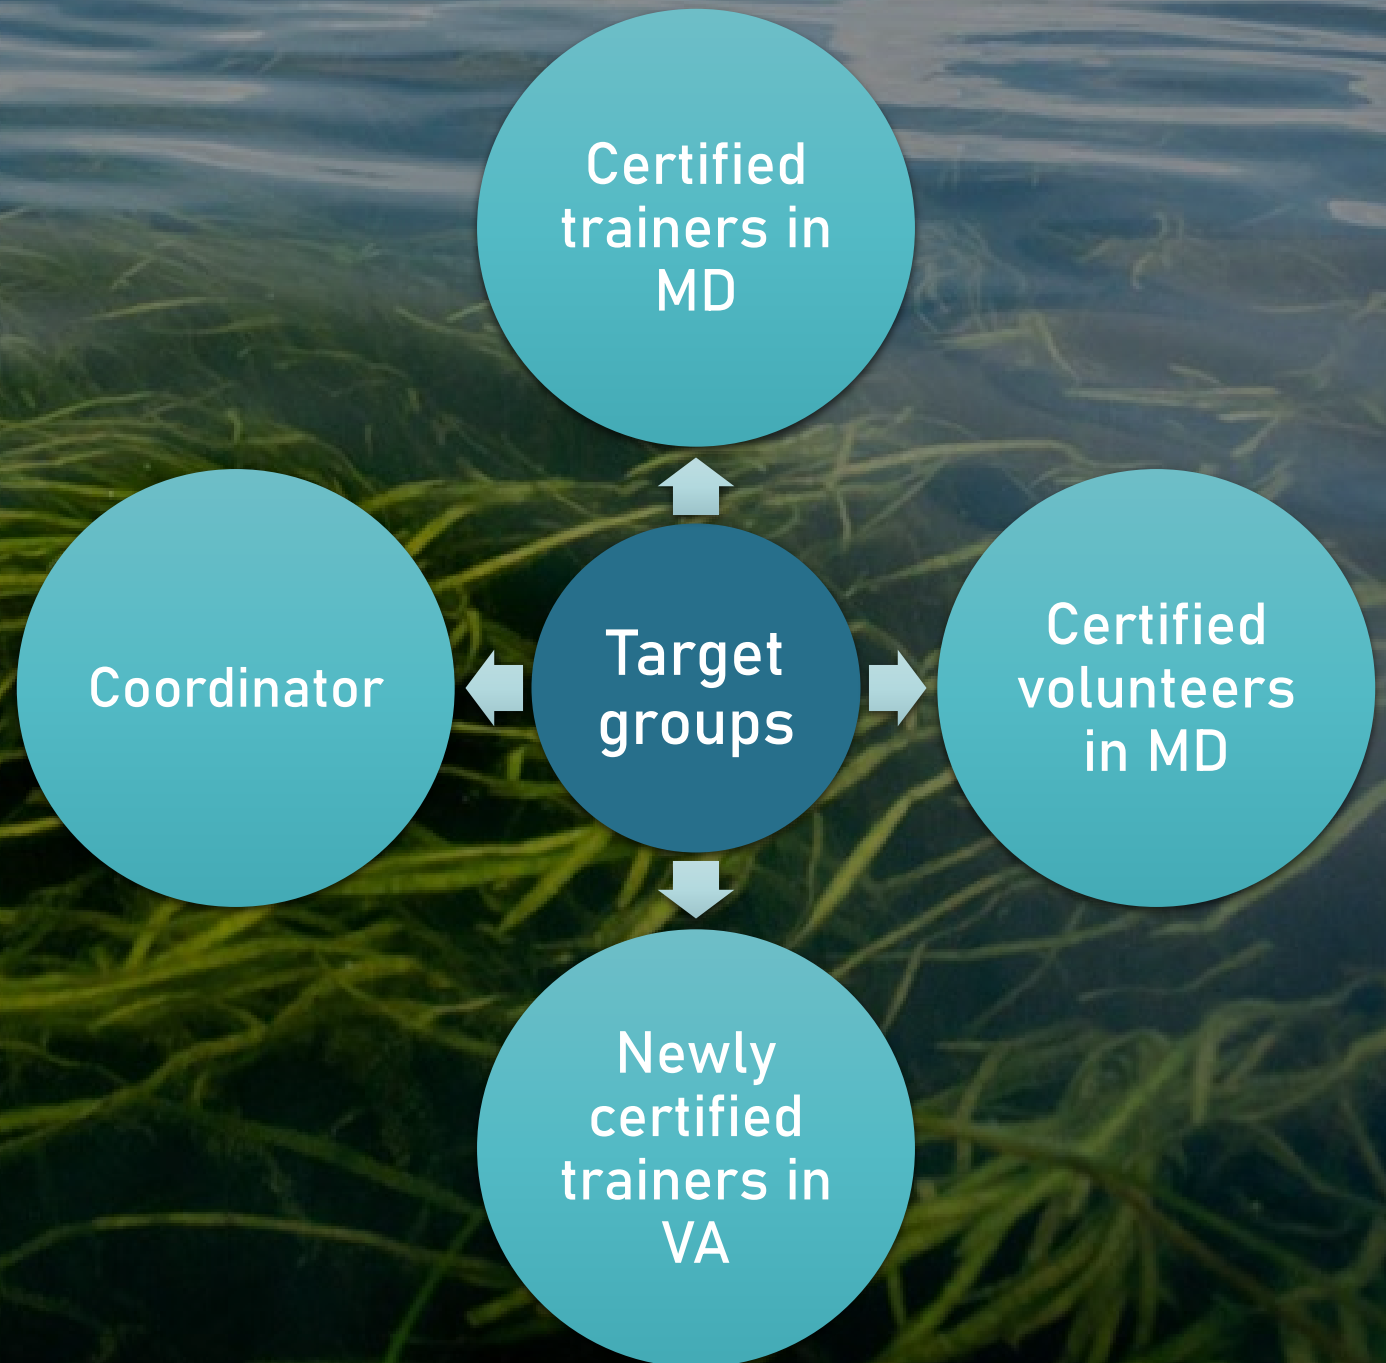 Certified
trainers in
MD
Coordinator
Target
groups
Certified
volunteers
in MD
Newly
certified
trainers in
VA